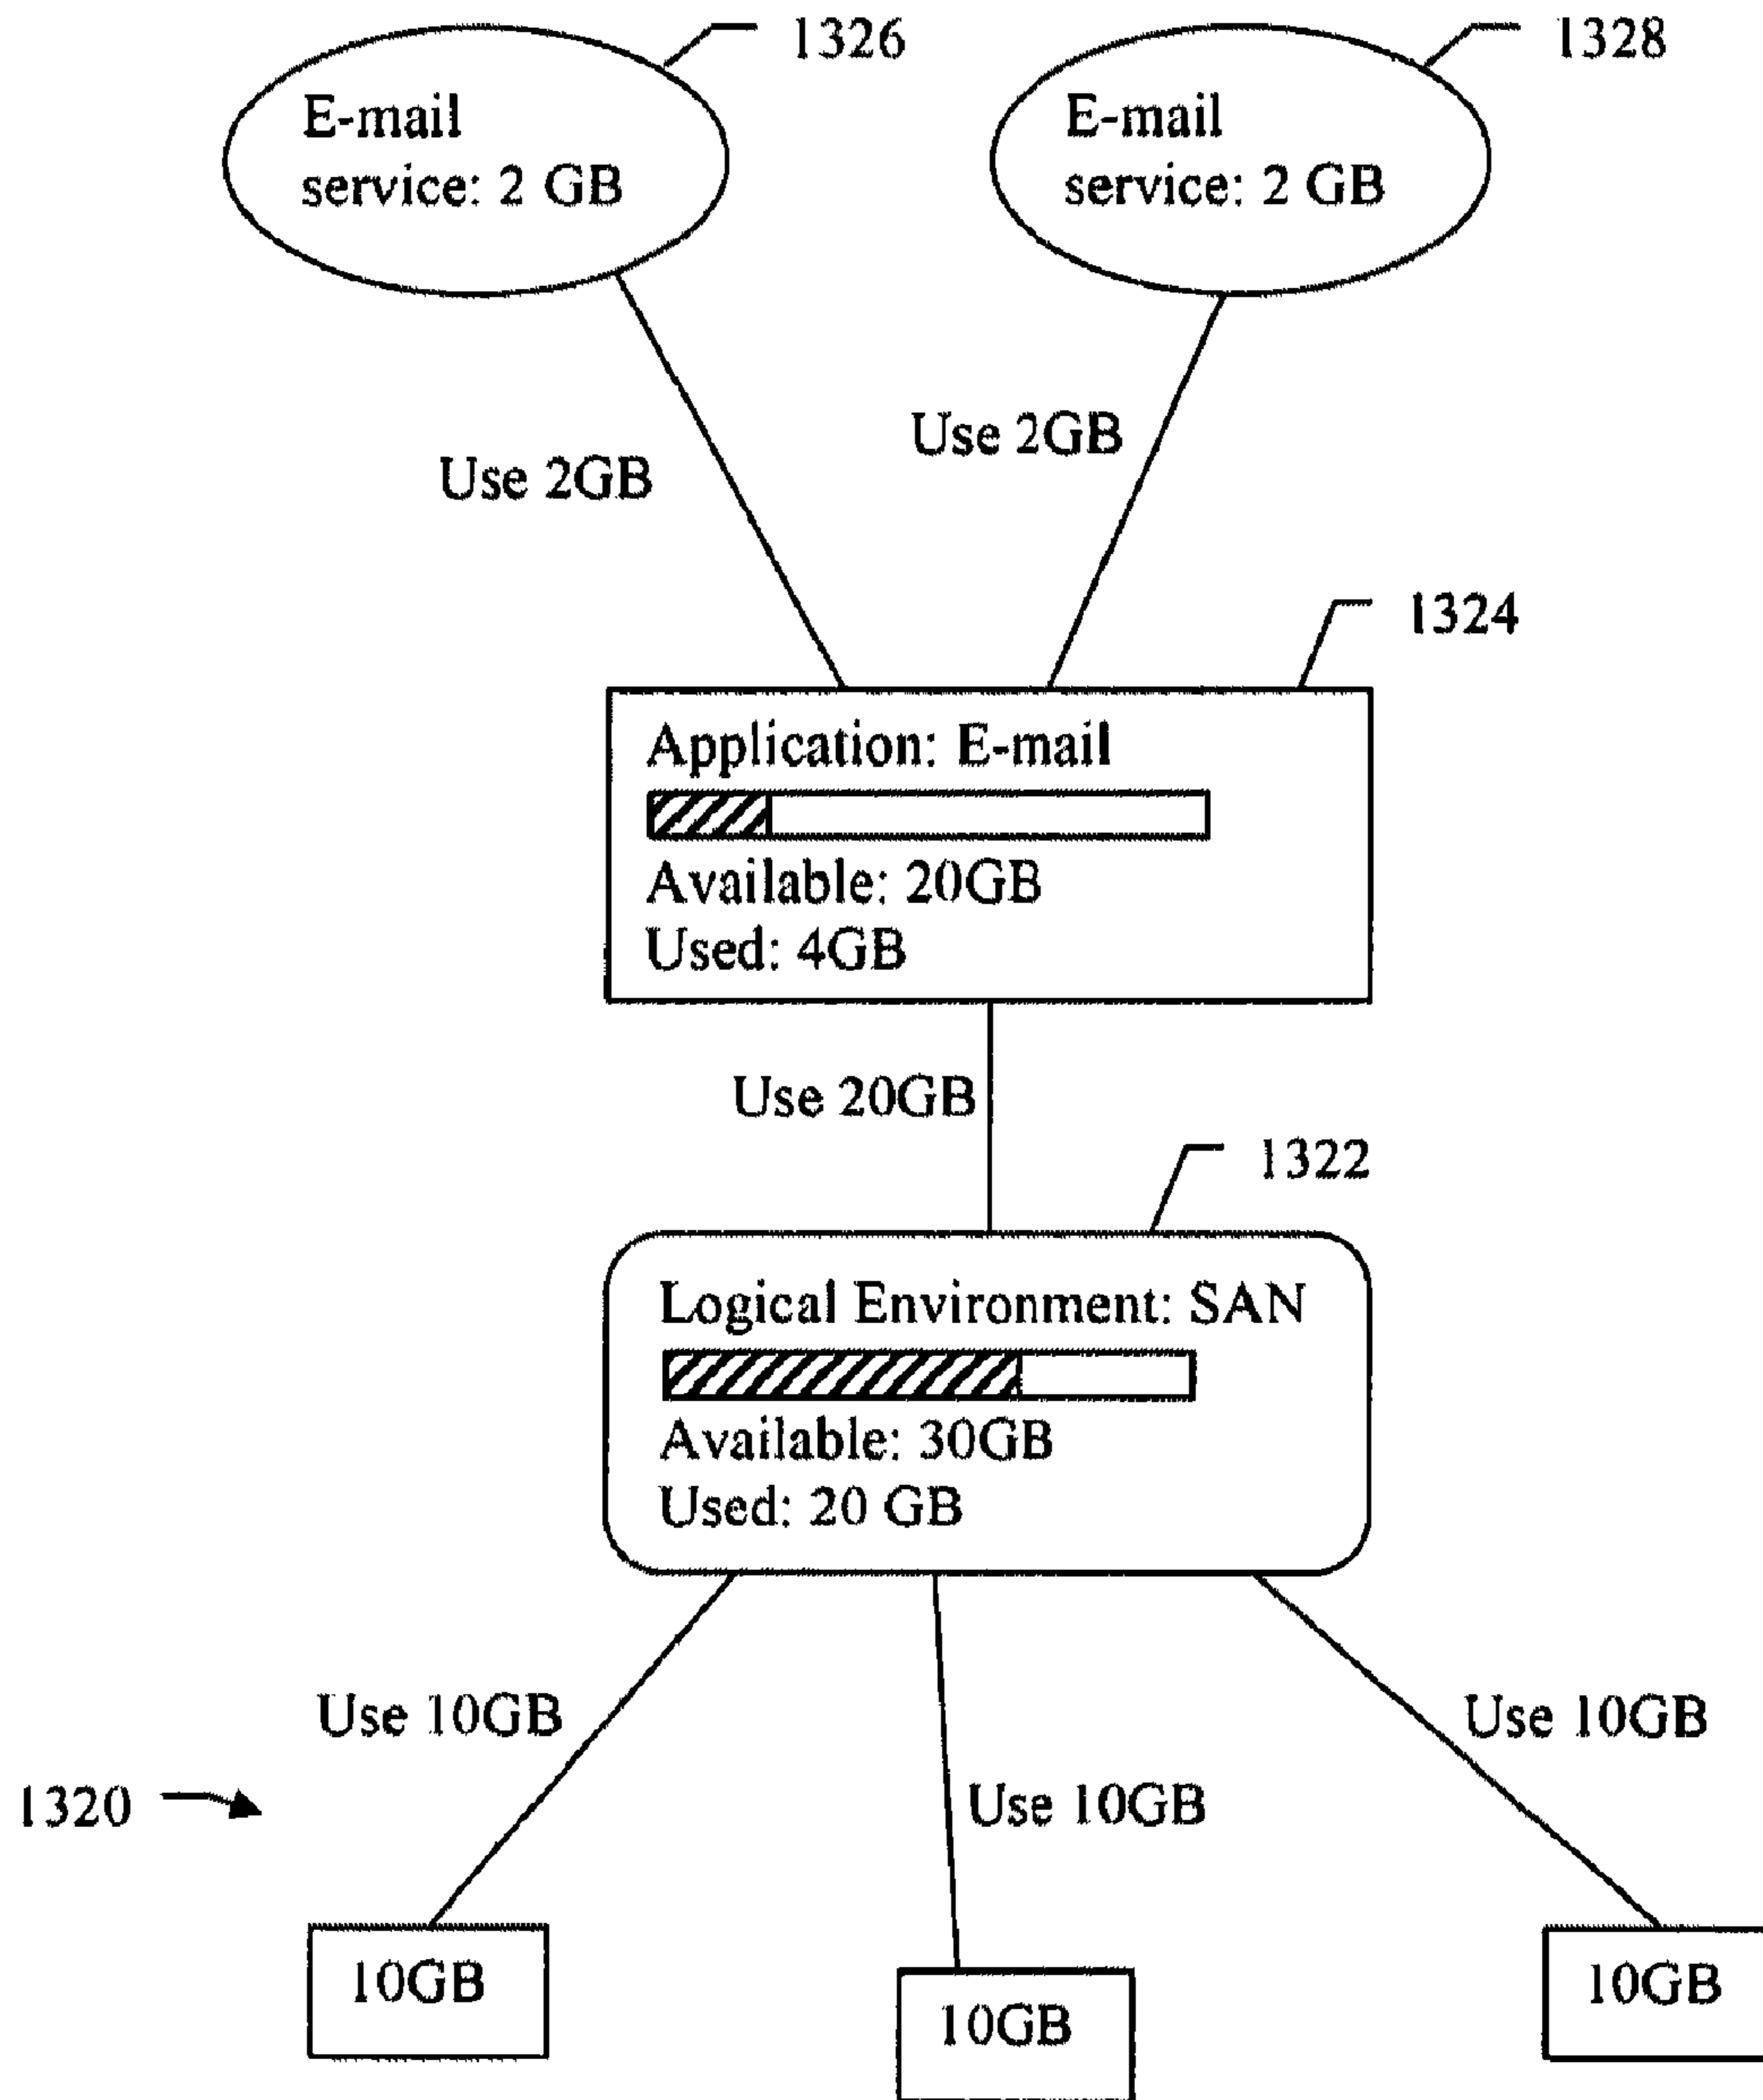 1326
1328
E-mail
service: 2 GB
E-mail
service: 2 GB
Use 2GB
Use 2GB
1324
Application: E-mail
Available: 20GB
Used: 4GB
Use 20GB
1322
Logical Environment: SAN
Available: 30GB
Used: 20 GB
Use 10GB
Use 10GB
1320
Use 10GB
10GB
10GB
10GB